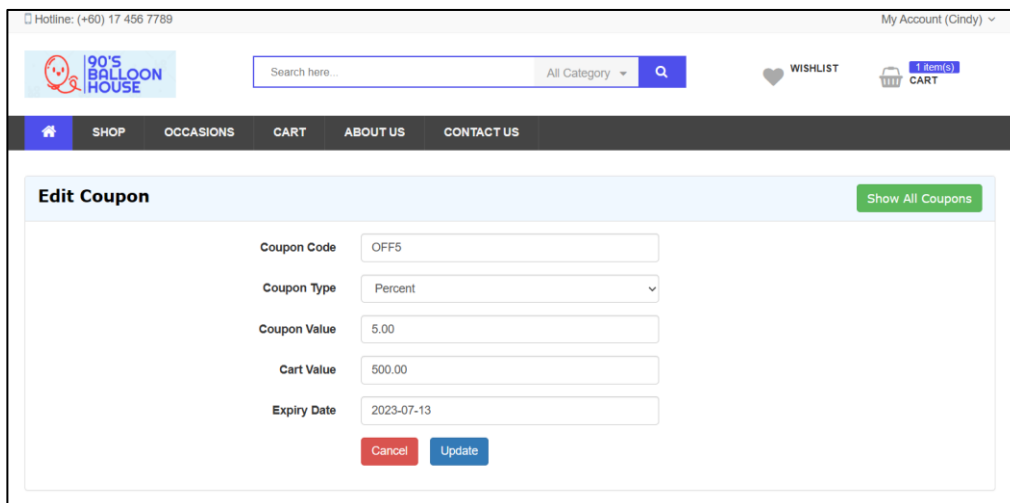 Hotline: (+60) 17 456 7789
My Account (Cindy)
90'S
BALLOON
HOUSE
Search here...
All Category
WISHLIST
1 item(s)
CART
SHOP OCCASIONS CART ABOUT US CONTACT US
Edit Coupon
Show All Coupons
Coupon Code OFF5
Coupon Type Percent
Coupon Value 5.00
Cart Value 500.00
Expiry Date 2023-07-13
Cancel Update